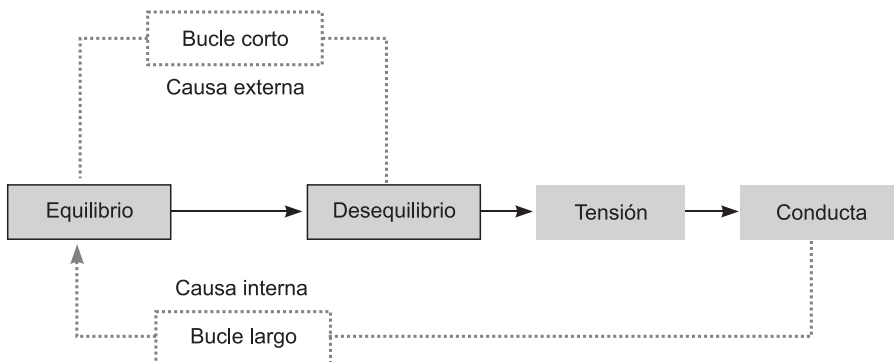 Bucle corto
Causa externa
Equilibrio
Desequilibrio
Tensión
Conducta
Causa interna
Bucle largo